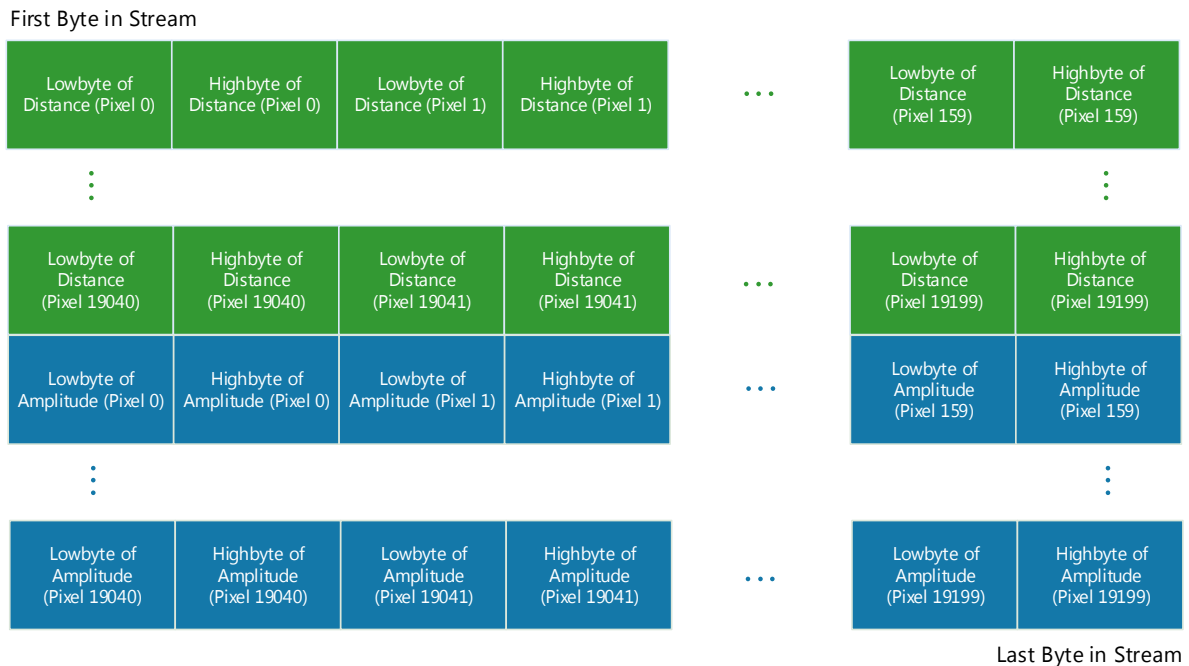 First Byte in Stream
Lowbyte of
Distance (Pixel 0)
Highbyte of
Distance (Pixel 0)
Lowbyte of
Distance (Pixel 1)
Highbyte of
Distance (Pixel 1)
Lowbyte of
Distance
(Pixel 159)
Highbyte of
Distance
(Pixel 159)
Lowbyte of
Distance
(Pixel 19040)
Highbyte of
Distance
(Pixel 19040)
Lowbyte of
Distance
(Pixel 19041)
Highbyte of
Distance
(Pixel 19041)
Lowbyte of
Distance
(Pixel 19199)
Highbyte of
Distance
(Pixel 19199)
Lowbyte of
Amplitude (Pixel 0)
Highbyte of
Amplitude (Pixel 0)
Lowbyte of
Amplitude (Pixel 1)
Highbyte of
Amplitude (Pixel 1)
Lowbyte of
Amplitude
(Pixel 159)
Highbyte of
Amplitude
(Pixel 159)
Lowbyte of
Amplitude
(Pixel 19040)
Highbyte of
Amplitude
(Pixel 19040)
Lowbyte of
Amplitude
(Pixel 19041)
Highbyte of
Amplitude
(Pixel 19041)
Lowbyte of
Amplitude
(Pixel 19199)
Highbyte of
Amplitude
(Pixel 19199)
Last Byte in Stream